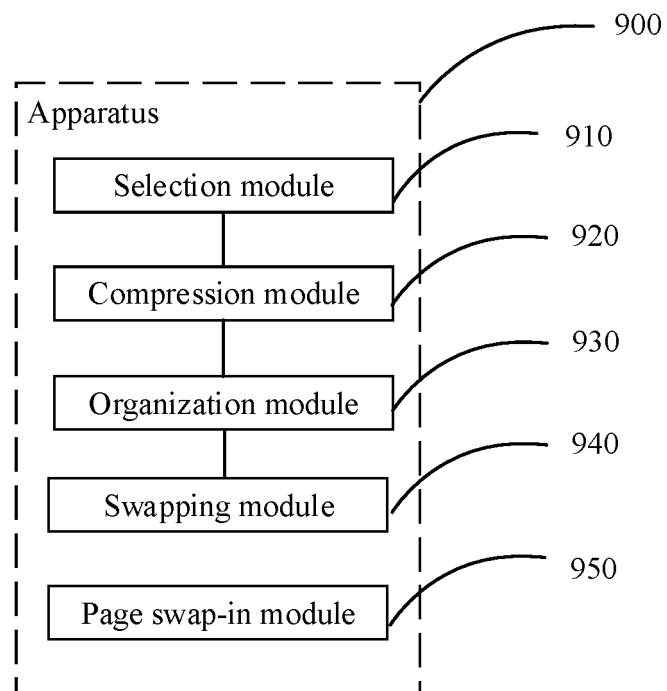 900
Apparatus
910
Selection module
920
Compression module
930
Organization module
940
Swapping module
950
Page swap-in module